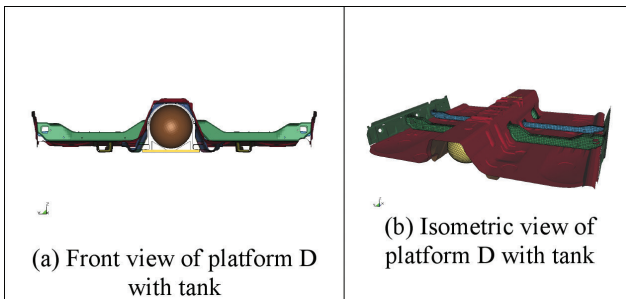 (a) Front view of platform D
with tank
(b) Isometric view of
platform D with tank